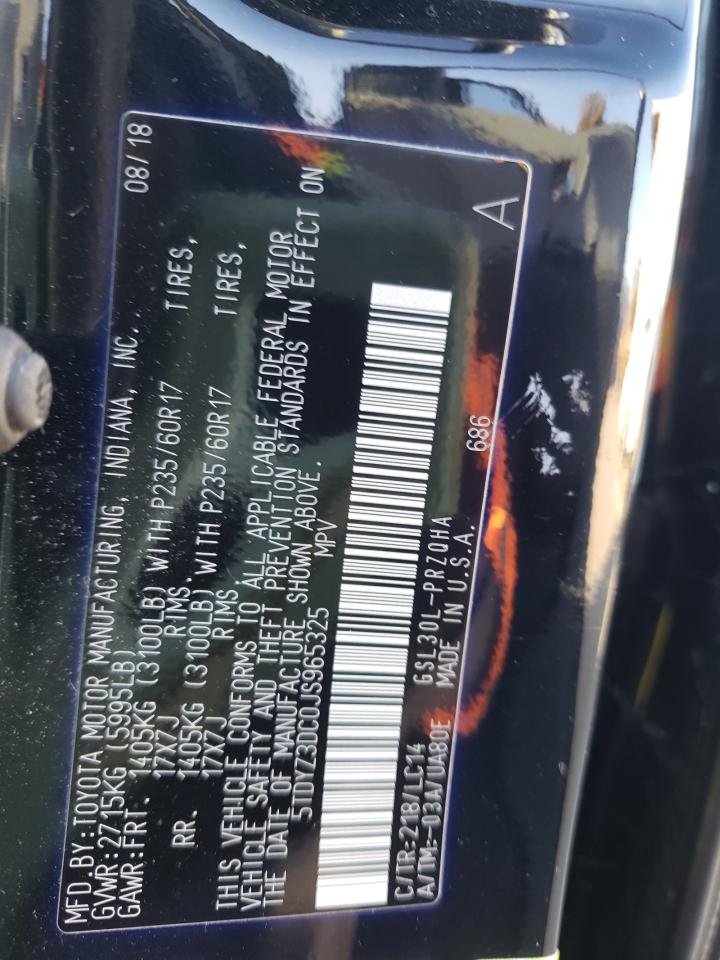 MFD.BY:TOYOTA MOTOR MANUFACTURING, INDIANA, INC. 08/18
GVWR:2715KG (5995LB)
GAWR:FRT. 1405KG (3100LB) WITH P235/60R17 TIRES,
17X7J RIMS.
RR. 1405KG (3100LB) WITH P235/60R17 TIRES,
17X7J RIMS
THIS VEHICLE CONFORMS TO ALL APPLICABLE FEDERAL MOTOR
VEHICLE SAFETY AND THEFT PREVENTION STANDARDS IN EFFECT ON
THE DATE OF MANUFACTURE SHOWN ABOVE.
5TDYZ3DC0JS965325 MPV
C/TR:218/LC14 GSL30L-PRZQHA
A/TM:-03A/UA80E MADE IN U.S.A. 686 A